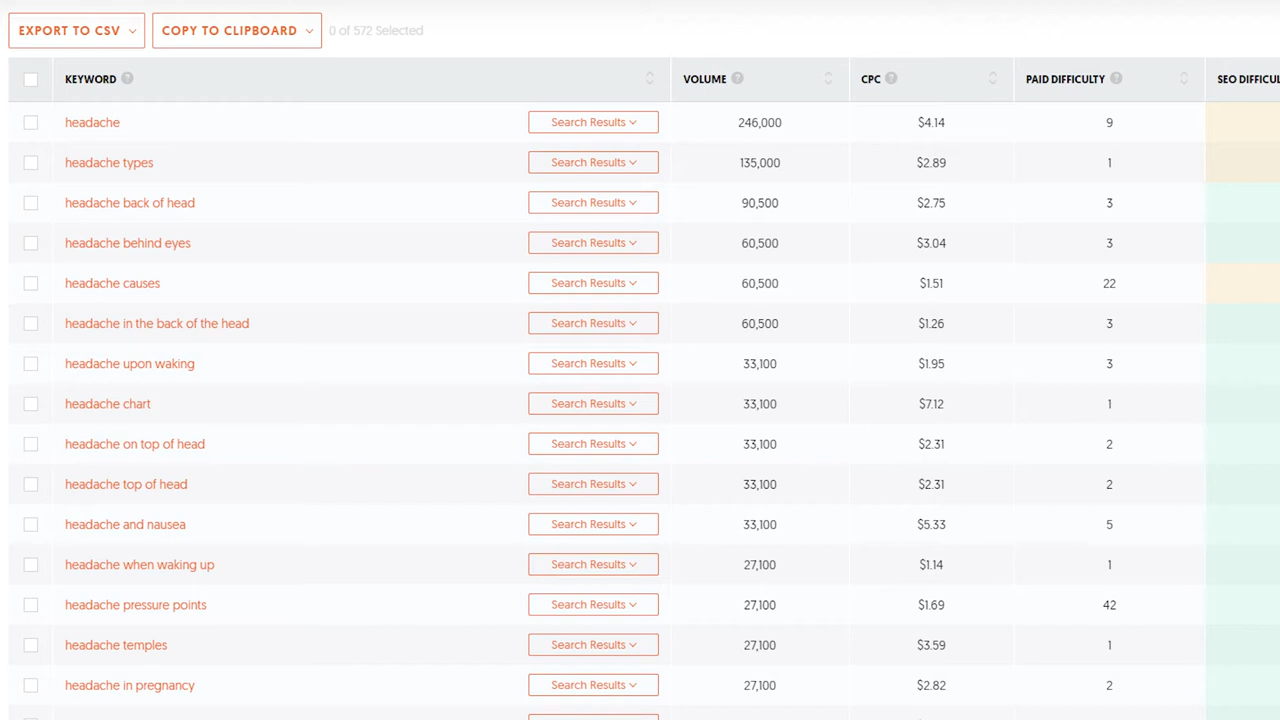 EXPORT TO CSV COPY TO CLIPBOARD 0 of 572 Selected
KEYWORD ? VOLUME ? CPC ? PAID DIFFICULTY ? SEO DIFFICUL
headache Search Results 246,000 $4.14 9
headache types Search Results 135,000 $2.89 1
headache back of head Search Results 90,500 $2.75 3
headache behind eyes Search Results 60,500 $3.04 3
headache causes Search Results 60,500 $1.51 22
headache in the back of the head Search Results 60,500 $1.26 3
headache upon waking Search Results 33,100 $1.95 3
headache chart Search Results 33,100 $7.12 1
headache on top of head Search Results 33,100 $2.31 2
headache top of head Search Results 33,100 $2.31 2
headache and nausea Search Results 33,100 $5.33 5
headache when waking up Search Results 27,100 $1.14 1
headache pressure points Search Results 27,100 $1.69 42
headache temples Search Results 27,100 $3.59 1
headache in pregnancy Search Results 27,100 $2.82 2